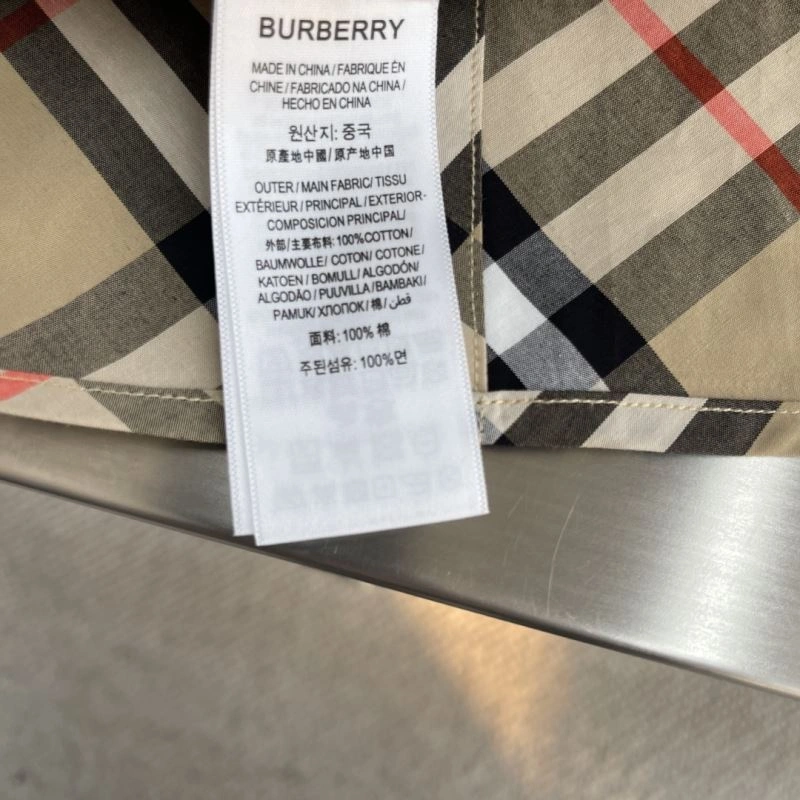 BURBERRY
MADE IN CHINA / FABRIQUÉ EN
CHINE / FABRICADO NA CHINA /
HECHO EN CHINA
원산지: 중국
原產地中國 / 原产地中国
OUTER / MAIN FABRIC / TISSU
EXTÉRIEUR / PRINCIPAL / EXTERIOR-
COMPOSICION PRINCIPAL/
外部/主要布料: 100% COTTON/
BAUMWOLLE/ COTON/ COTONE/
KATOEN / BOMULL/ ALGODÓN/
ALGODÃO / PUUVILLA / BAMBAKI/
PAMUK/ ХЛОПОК/ 棉/ قطن/
面料: 100% 棉
주된섬유: 100%면